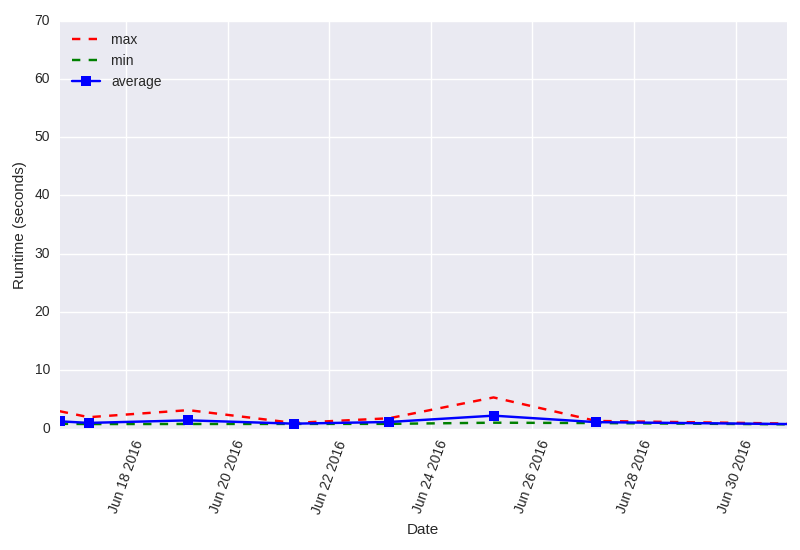 70
60
50
40
30
20
10
0
max
min
average
Runtime (seconds)
Jun 18 2016
Jun 20 2016
Jun 22 2016
Jun 24 2016
Jun 26 2016
Jun 28 2016
Jun 30 2016
Date